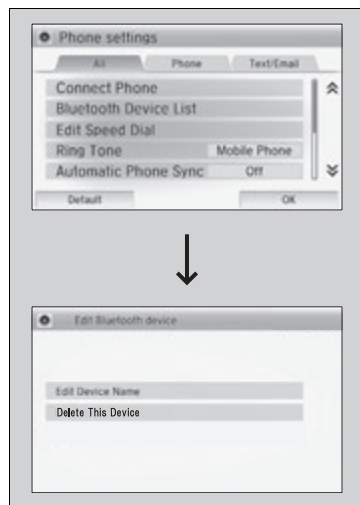 Phone settings
All Phone Text/Email
Connect Phone
Bluetooth Device List
Edit Speed Dial
Ring Tone Mobile Phone
Automatic Phone Sync Off
Default OK
Edit Bluetooth device
Edit Device Name
Delete This Device